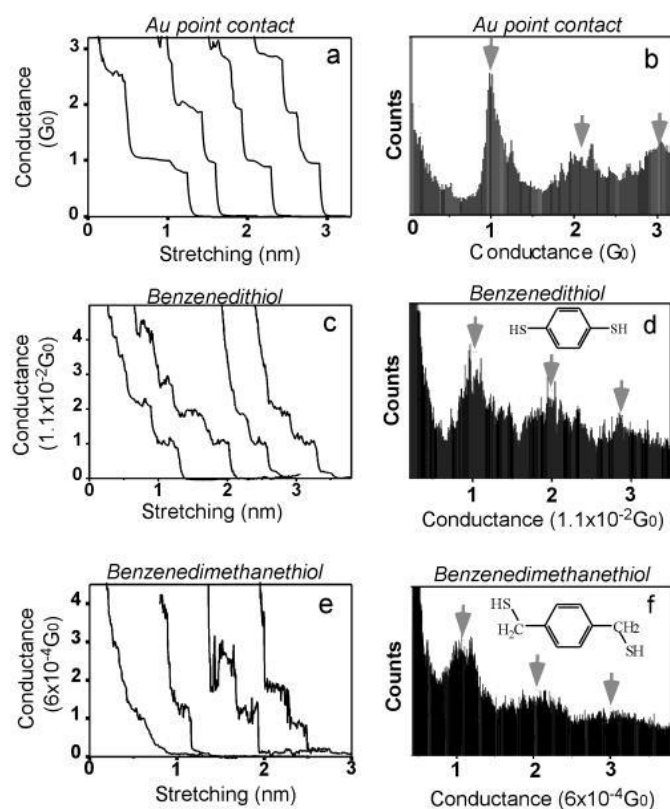 Au point contact
a
3
2
1
0
Conductance
(G0)
0 1 2 3
Stretching (nm)
Au point contact
b
Counts
0 1 2 3
Conductance (G0)
Benzenedithiol
c
4
3
2
1
0
Conductance
(1.1x10-2G0)
0 1 2 3
Stretching (nm)
Benzenedithiol
d
HS SH
Counts
1 2 3
Conductance (1.1x10-2G0)
Benzenedimethanethiol
e
4
3
2
1
0
Conductance
(6x10-4G0)
0 1 2 3
Stretching (nm)
Benzenedimethanethiol
f
HS
H2C CH2
SH
Counts
1 2 3
Conductance (6x10-4G0)